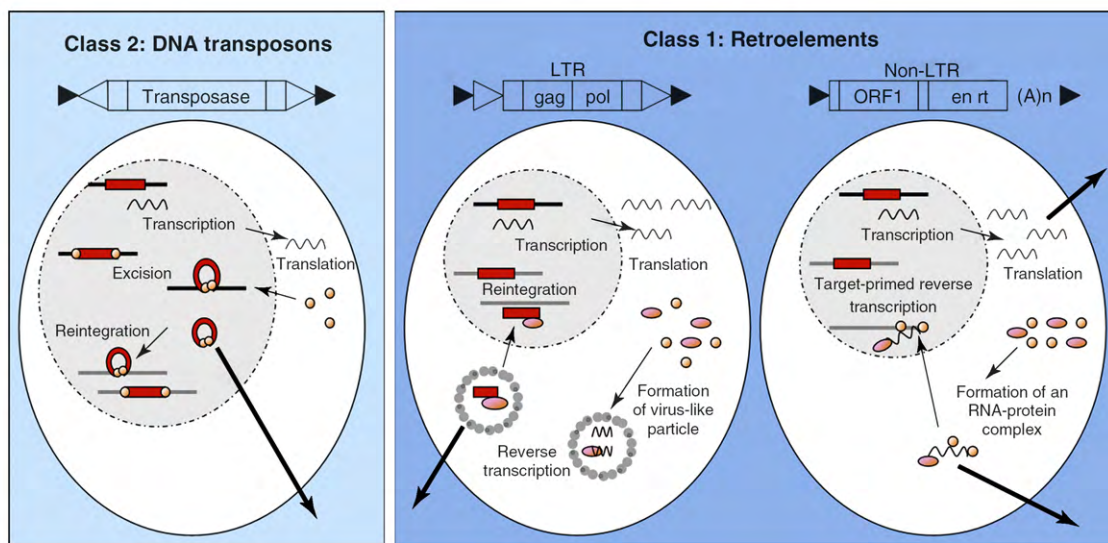 Class 2: DNA transposons
Transposase
Transcription
Translation
Excision
Reintegration
Class 1: Retroelements
LTR
gag pol
Transcription
Translation
Reintegration
Formation
of virus-like
particle
Reverse
transcription
Non-LTR
ORF1 en rt (A)n
Transcription
Translation
Target-primed reverse
transcription
Formation of an
RNA-protein
complex